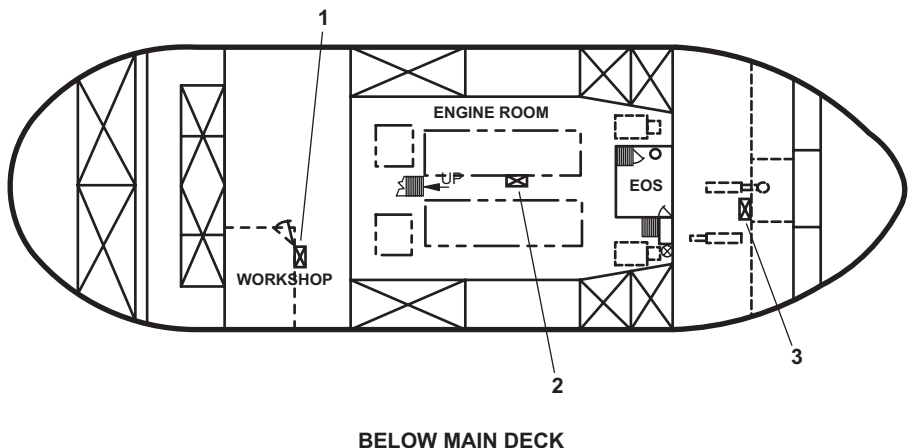 1
ENGINE ROOM
UP
EOS
WORKSHOP
3
2
BELOW MAIN DECK